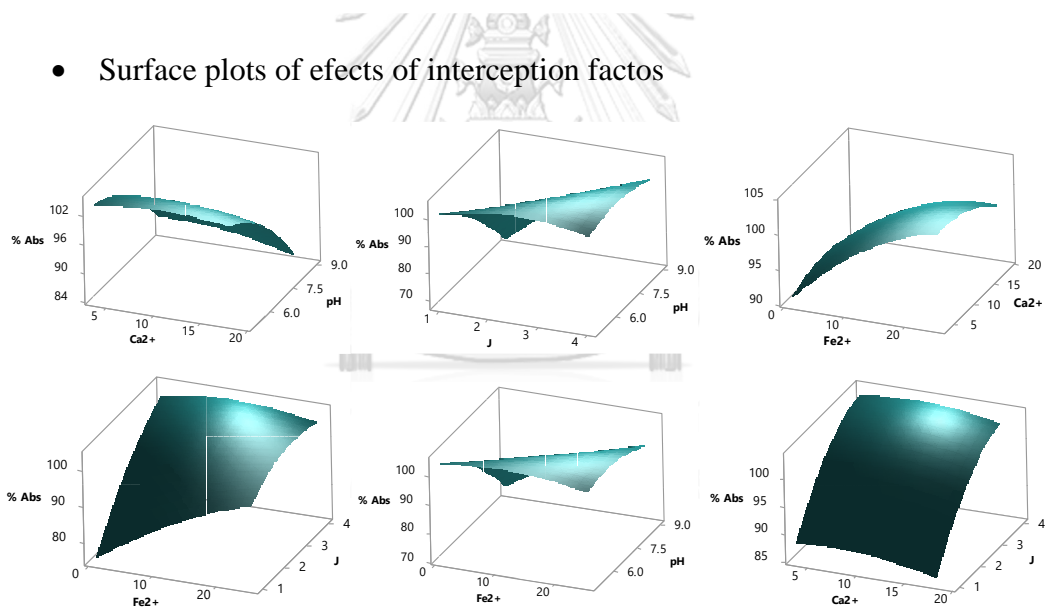 • Surface plots of efects of interception factos
102
% Abs 96
90
84
5 10 15 20
Ca2+
6.0 7.5 9.0
pH
100
% Abs 90
80
70
1 2 3 4
J
6.0 7.5 9.0
pH
105
% Abs 100
95
90
0 10 20
Fe2+
5 10 15 20
Ca2+
100
% Abs 90
80
0 10 20
Fe2+
1 2 3 4
J
100
% Abs 90
80
70
0 10 20
Fe2+
6.0 7.5 9.0
pH
100
% Abs 95
90
85
5 10 15 20
Ca2+
1 2 3 4
J